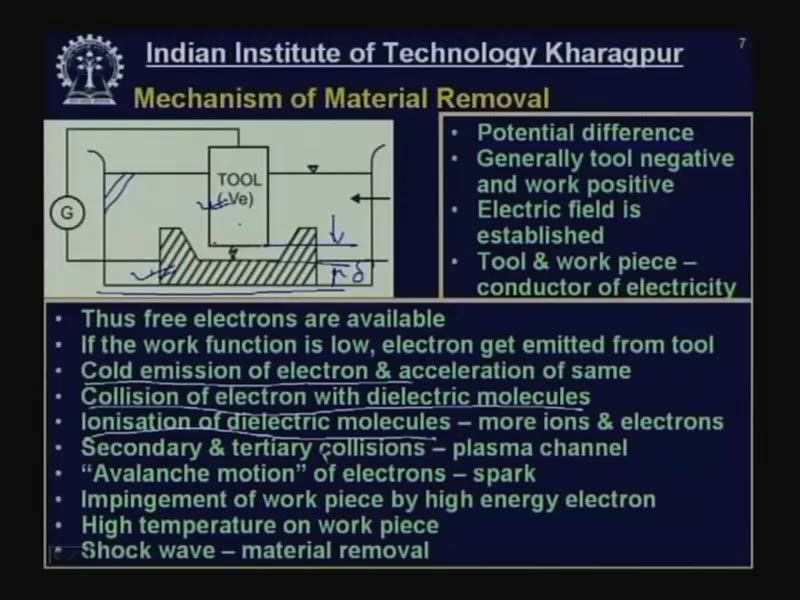 Indian Institute of Technology Kharagpur
7
Mechanism of Material Removal
TOOL
(-Ve)
G
δ
• Potential difference
• Generally tool negative
and work positive
• Electric field is
established
• Tool & work piece –
conductor of electricity
• Thus free electrons are available
• If the work function is low, electron get emitted from tool
• Cold emission of electron & acceleration of same
• Collision of electron with dielectric molecules
• Ionisation of dielectric molecules – more ions & electrons
• Secondary & tertiary collisions – plasma channel
• “Avalanche motion” of electrons – spark
• Impingement of work piece by high energy electron
• High temperature on work piece
• Shock wave – material removal